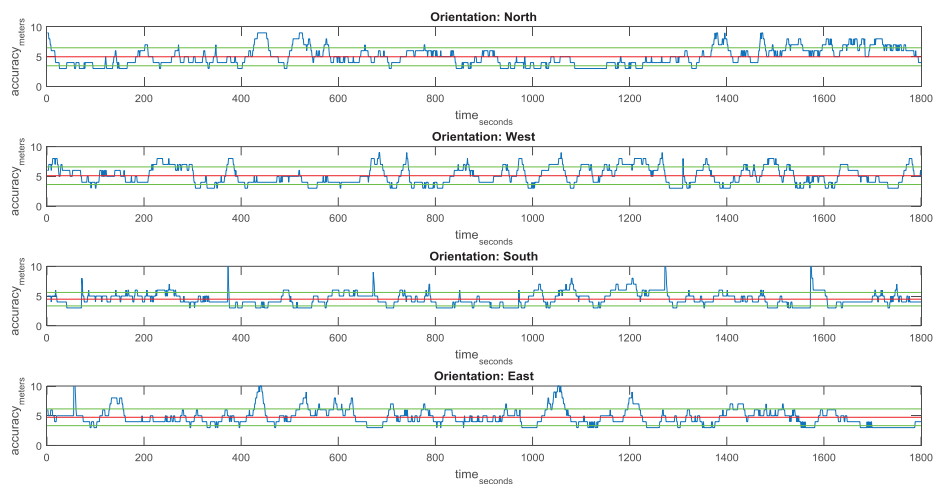 Orientation: North
accuracy meters
10
5
0
0 200 400 600 800 1000 1200 1400 1600 1800
time seconds
Orientation: West
accuracy meters
10
5
0
0 200 400 600 800 1000 1200 1400 1600 1800
time seconds
Orientation: South
accuracy meters
10
5
0
0 200 400 600 800 1000 1200 1400 1600 1800
time seconds
Orientation: East
accuracy meters
10
5
0
0 200 400 600 800 1000 1200 1400 1600 1800
time seconds